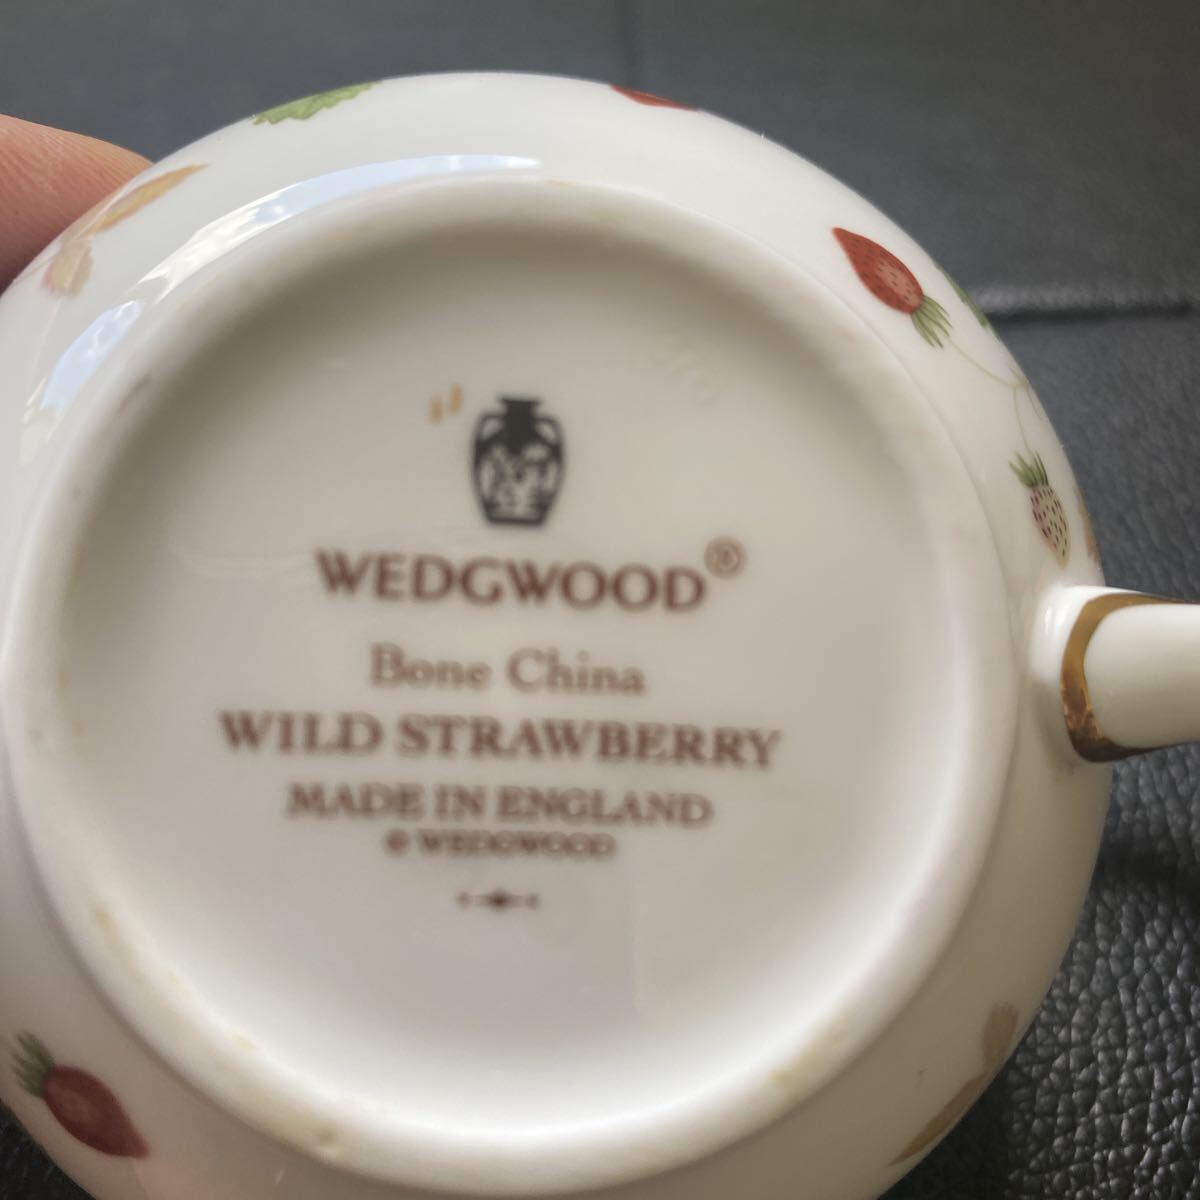 WEDGWOOD®
Bone China
WILD STRAWBERRY
MADE IN ENGLAND
© WEDGWOOD